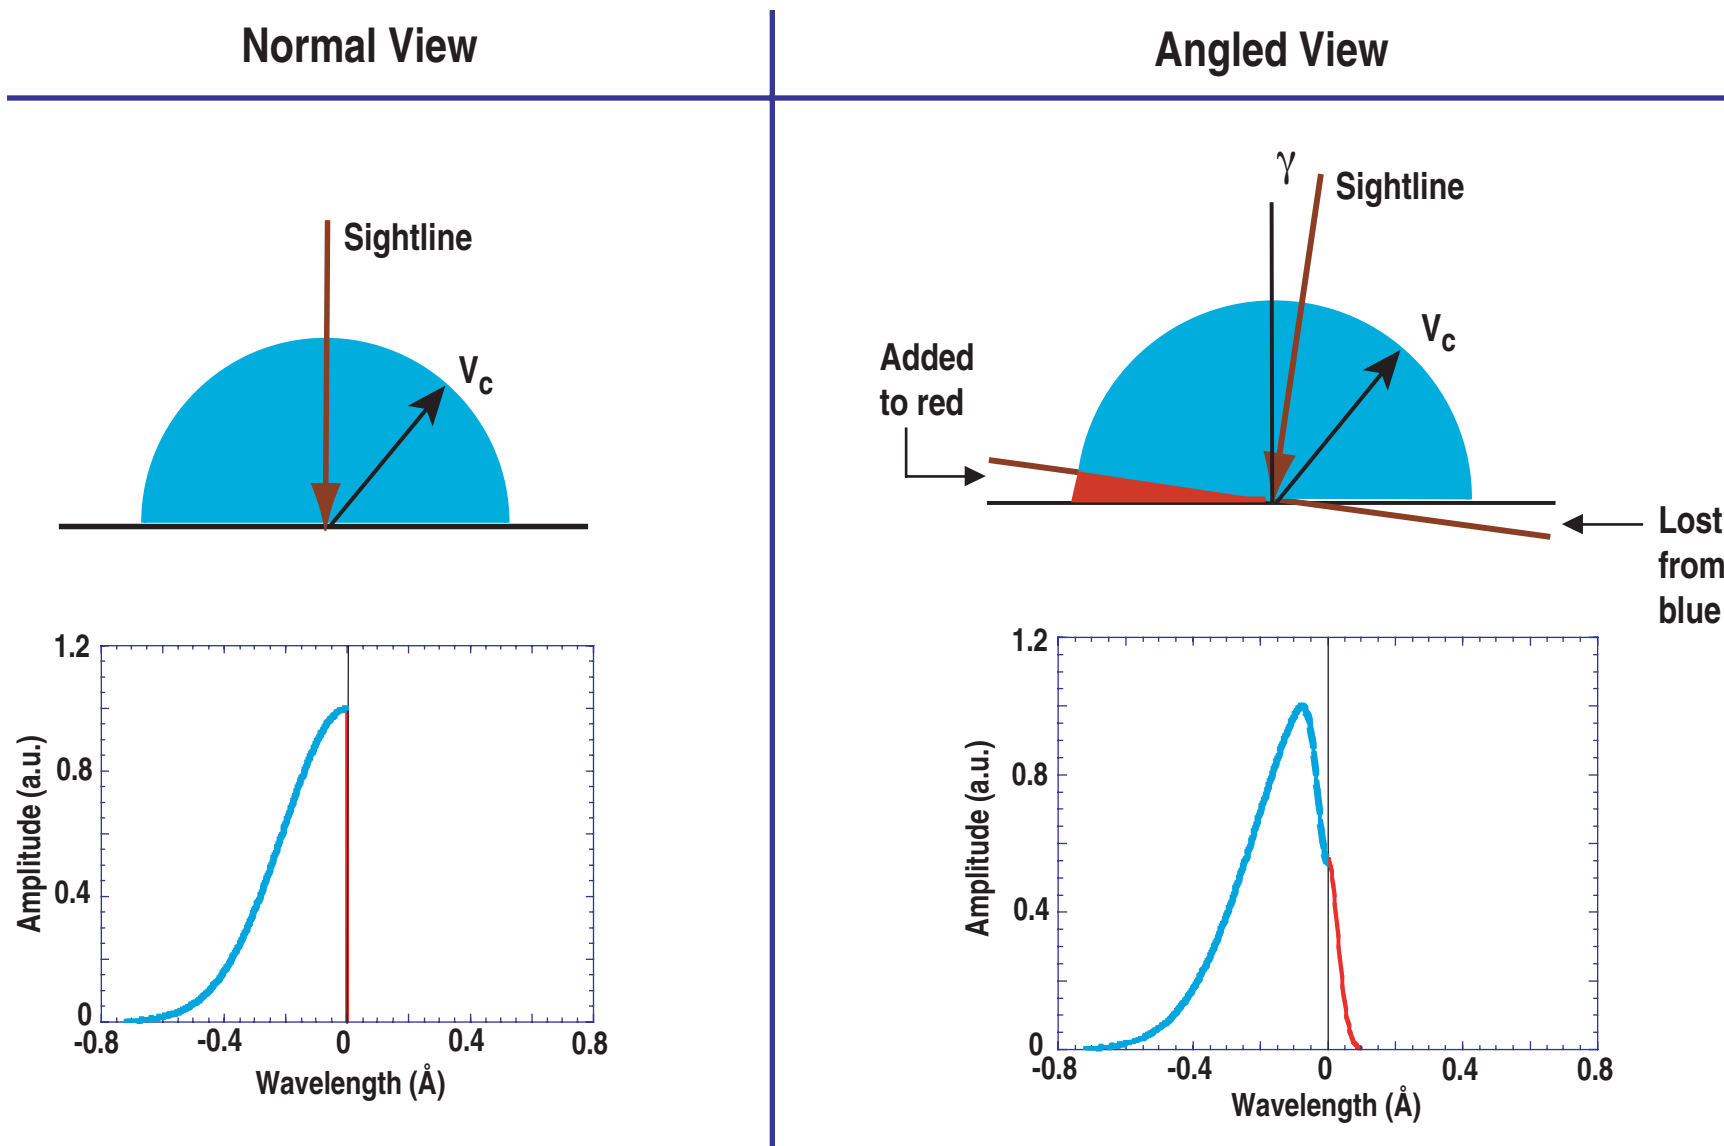 Normal View
Angled View
Sightline
V_c
γ
Sightline
V_c
Added
to red
Lost
from
blue
1.2
0.8
0.4
0
-0.8
-0.4
0
0.4
0.8
Amplitude (a.u.)
Wavelength (Å)
1.2
0.8
0.4
0
-0.8
-0.4
0
0.4
0.8
Amplitude (a.u.)
Wavelength (Å)